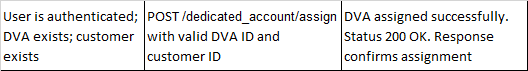 User is authenticated;
DVA exists; customer
exists
POST /dedicated_account/assign
with valid DVA ID and
customer ID
DVA assigned successfully.
Status 200 OK. Response
confirms assignment